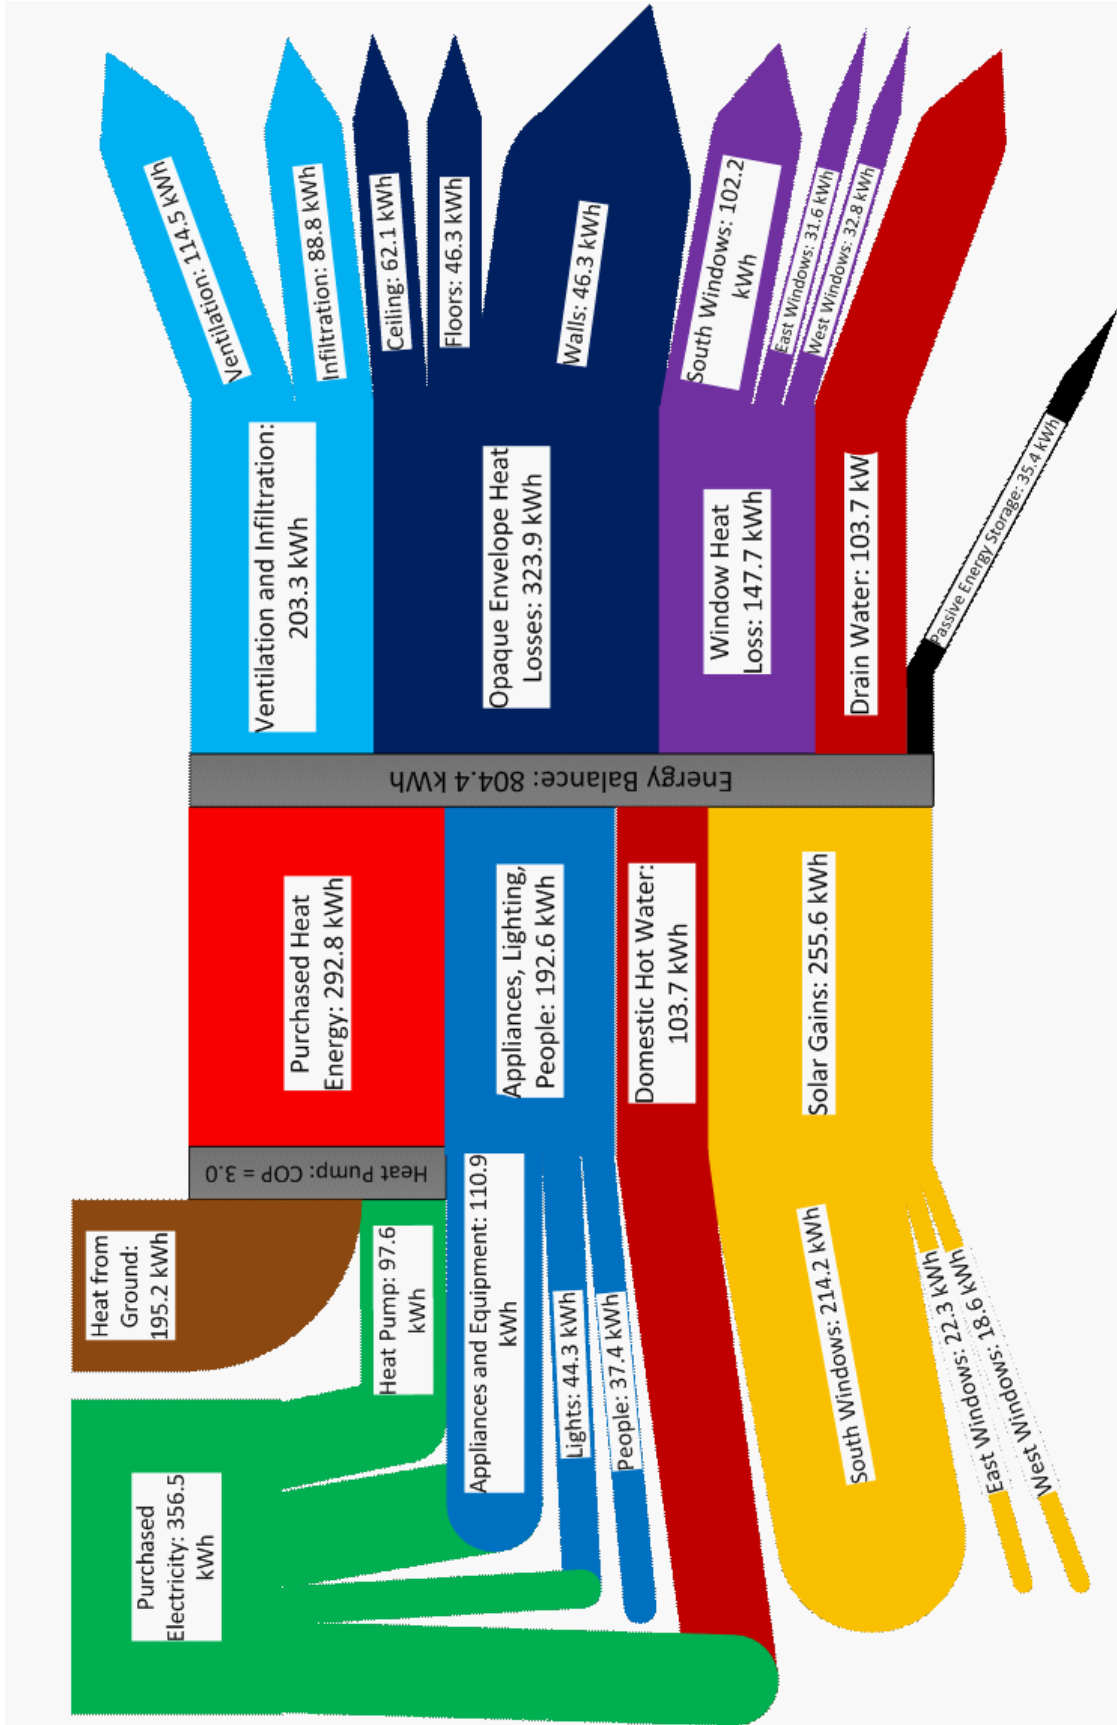 Purchased
Electricity: 356.5
kWh
Heat from
Ground:
195.2 kWh
Heat Pump: 97.6
kWh
Heat Pump: COP = 3.0
Appliances and Equipment: 110.9
kWh
Lights: 44.3 kWh
People: 37.4 kWh
South Windows: 214.2 kWh
East Windows: 22.3 kWh
West Windows: 18.6 kWh
Purchased Heat
Energy: 292.8 kWh
Appliances, Lighting,
People: 192.6 kWh
Domestic Hot Water:
103.7 kWh
Solar Gains: 255.6 kWh
Energy Balance: 804.4 kWh
Ventilation and Infiltration:
203.3 kWh
Opaque Envelope Heat
Losses: 323.9 kWh
Window Heat
Loss: 147.7 kWh
Drain Water: 103.7 kW
Passive Energy Storage: 35.4 kWh
Ventilation: 114.5 kWh
Infiltration: 88.8 kWh
Ceiling: 62.1 kWh
Floors: 46.3 kWh
Walls: 46.3 kWh
South Windows: 102.2
kWh
East Windows: 31.6 kWh
West Windows: 32.8 kWh